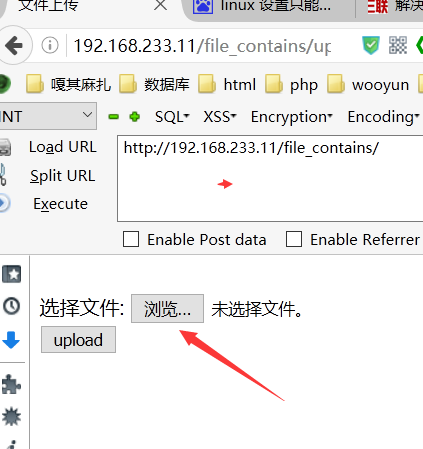 文件上传
linux 设置只能
解决
192.168.233.11/file_contains/up
嘎其麻扎
数据库
html
php
wooyun
INT
SQL
XSS
Encryption
Encoding
Load URL
http://192.168.233.11/file_contains/
Split URL
Execute
Enable Post data
Enable Referrer
选择文件:
浏览...
未选择文件。
upload